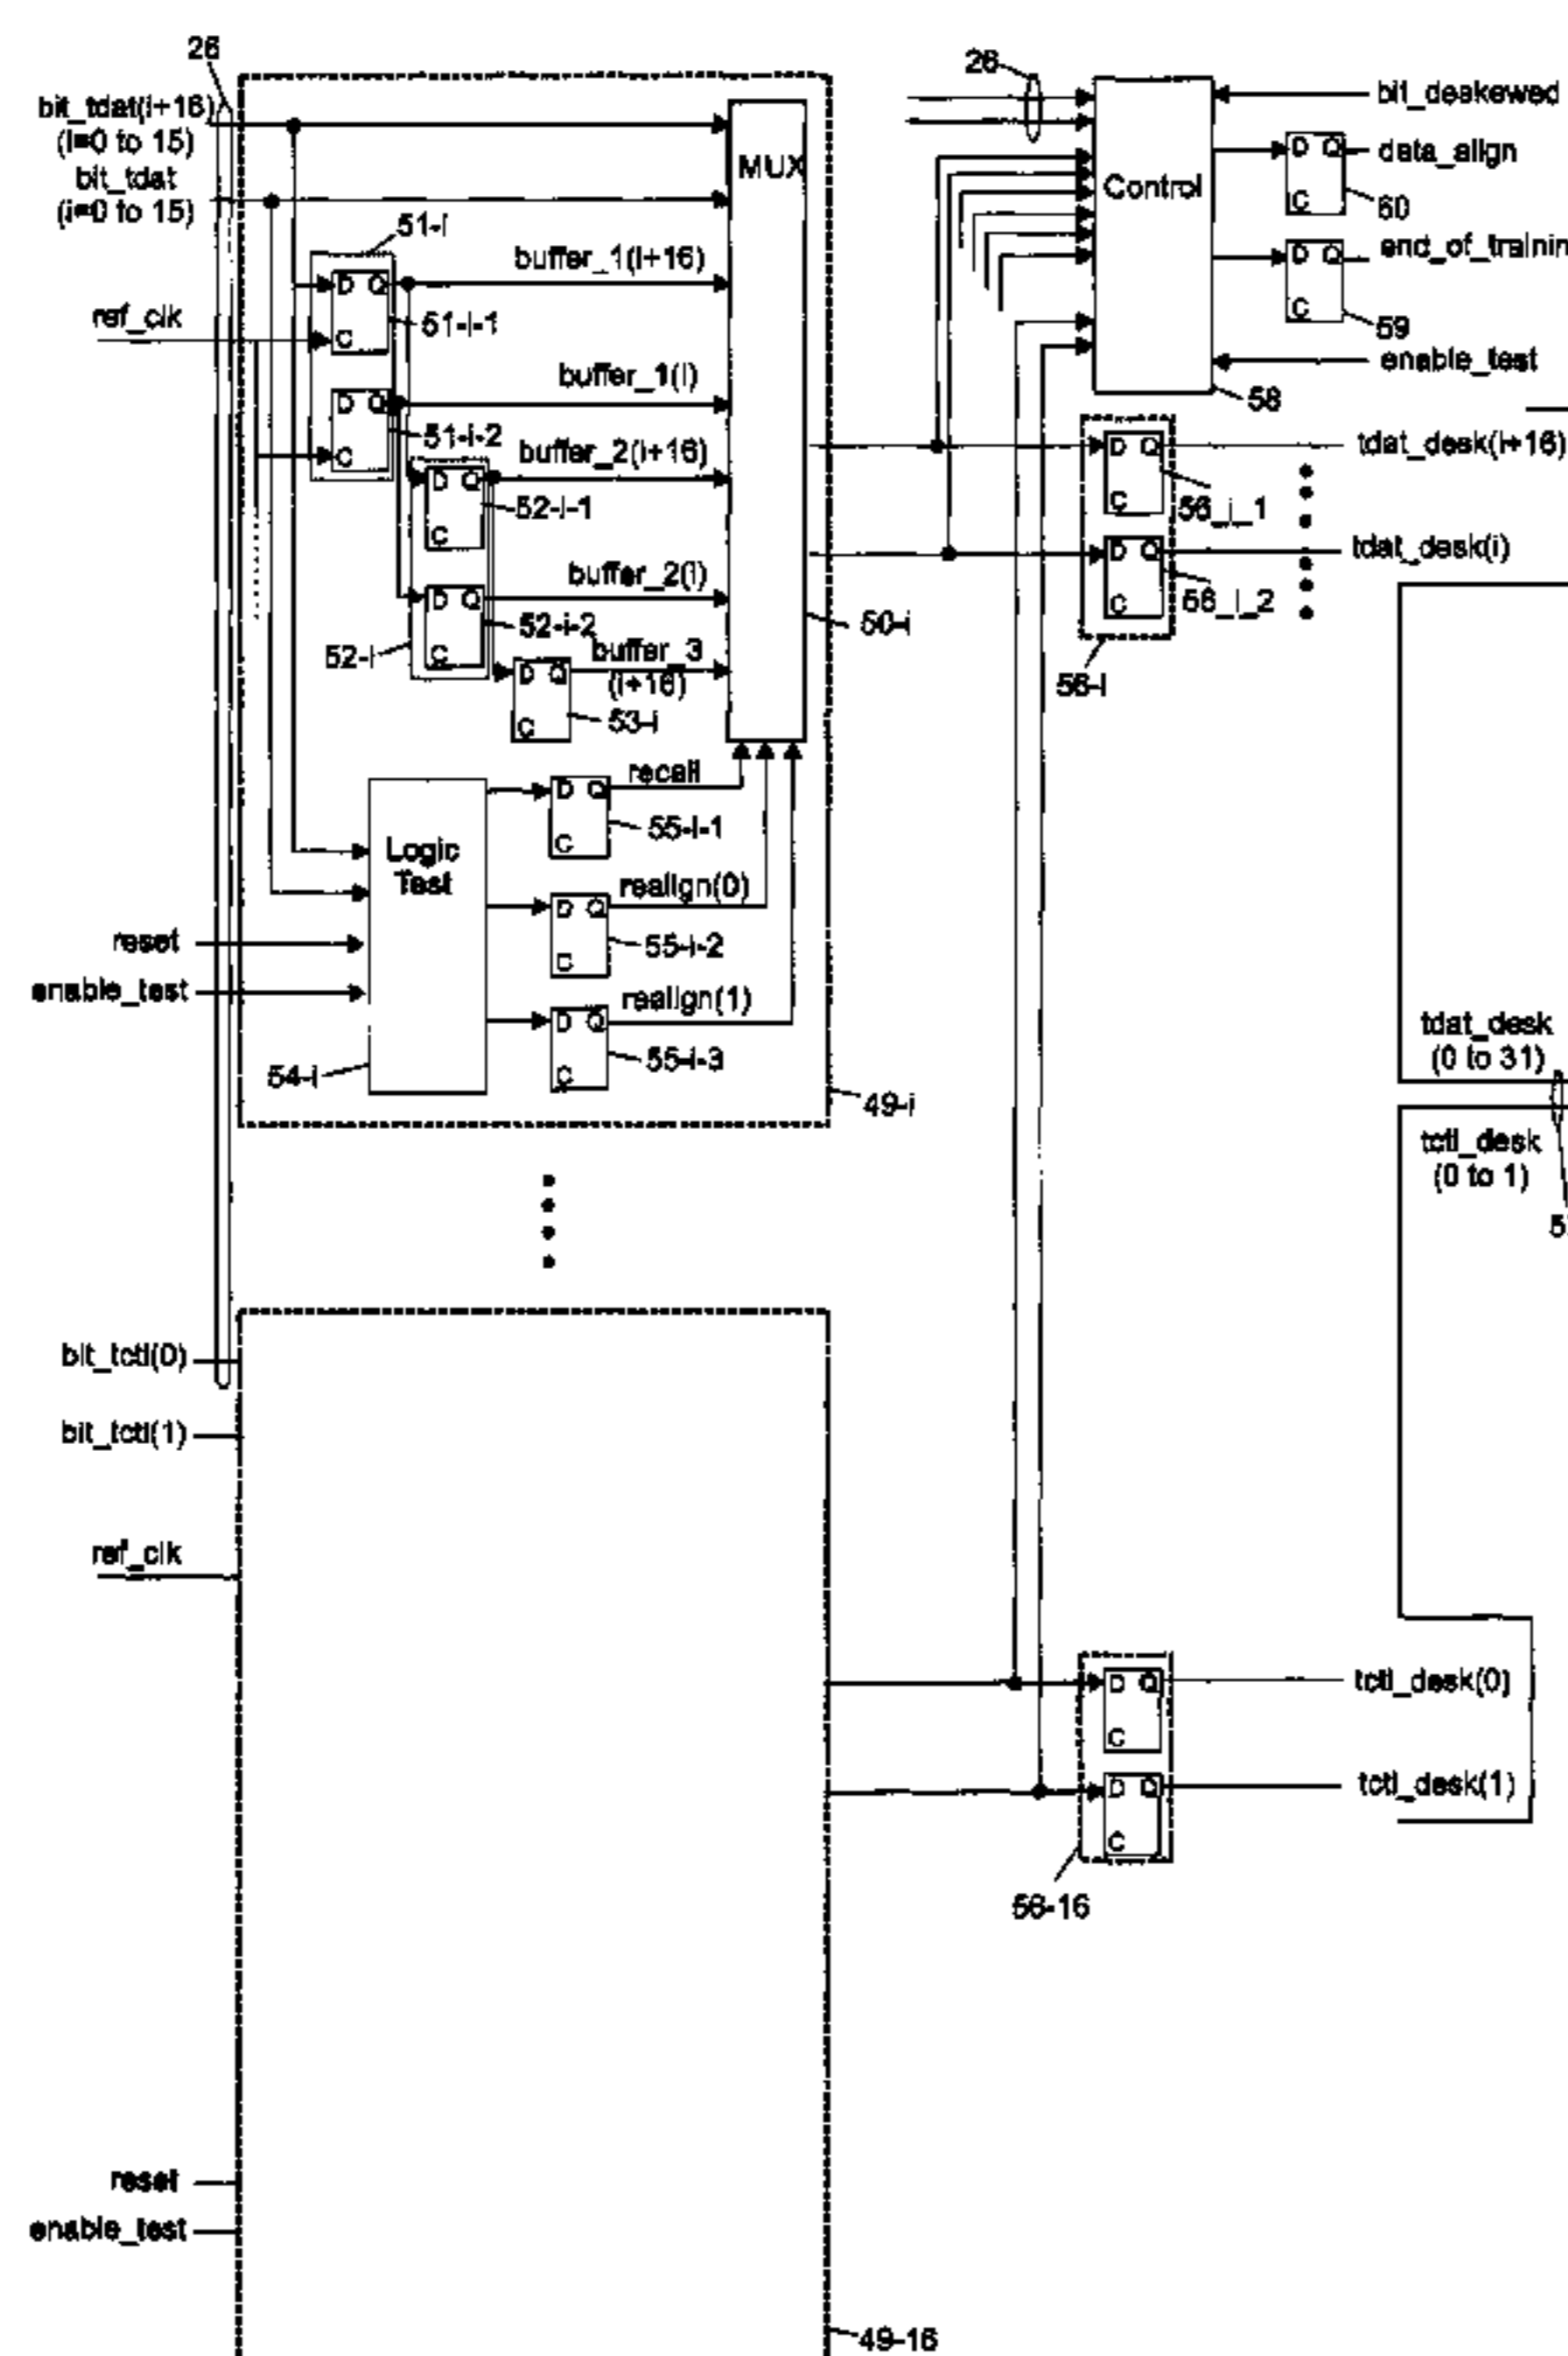 26
bit_tdat(i+16)
(i=0 to 15)
bit_tdat
(i=0 to 15)
ref_clk
51-i
D Q
C
51-i-1
D Q
C
51-i-2
buffer_1(i+16)
buffer_1(i)
buffer_2(i+16)
D Q
C
52-i-1
buffer_2(i)
D Q
C
52-i-2
52-i
buffer_3
(i+16)
D Q
C
53-i
MUX
50-i
Logic
Test
reset
enable_test
54-i
recall
D Q
C
55-i-1
realign(0)
D Q
C
55-i-2
realign(1)
D Q
C
55-i-3
49-i
26
Control
bit_deskewed
D Q
C
data_align
60
D Q
C
end_of_trainin
59
enable_test
58
D Q
C
56_i_1
tdat_desk(i+16)
D Q
C
56_i_2
tdat_desk(i)
56-i
tdat_desk
(0 to 31)
tctl_desk
(0 to 1)
5
bit_tctl(0)
bit_tctl(1)
ref_clk
D Q
C
tctl_desk(0)
D Q
C
tctl_desk(1)
56-16
reset
enable_test
49-16